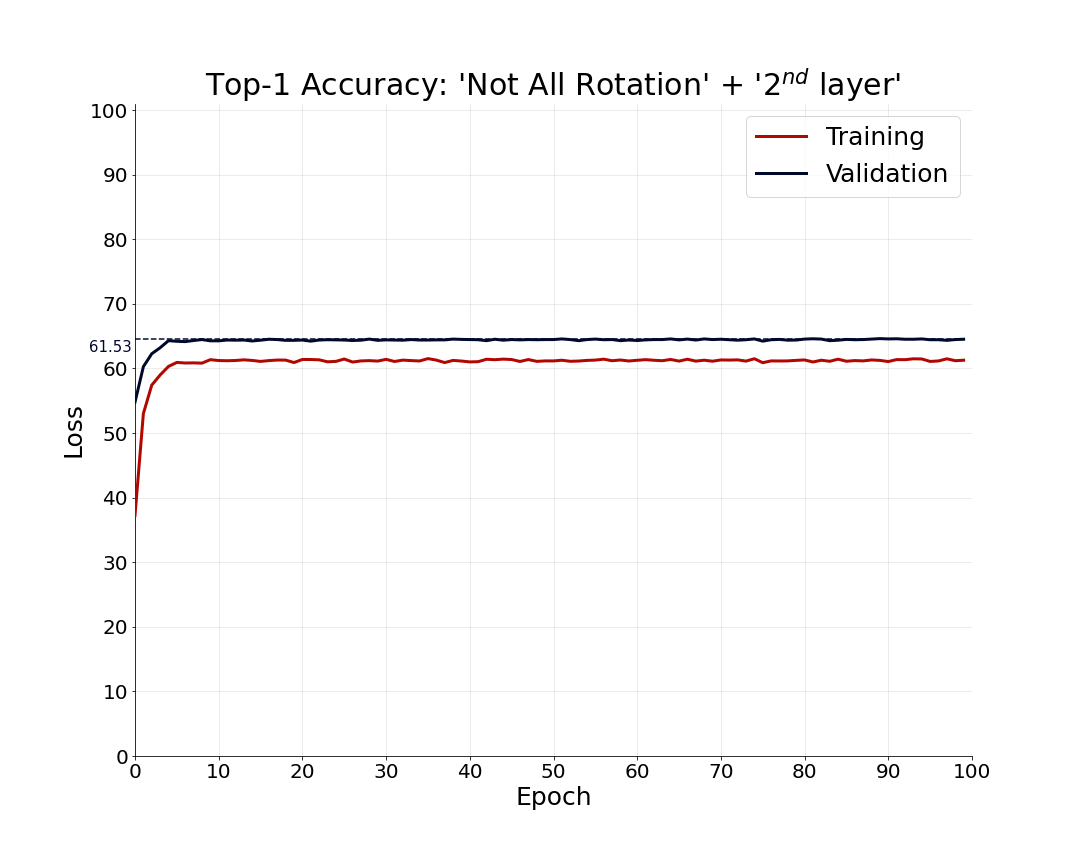 Top-1 Accuracy: 'Not All Rotation' + '2nd layer'
100
90
80
70
61.53
60
50
40
30
20
10
0
Loss
Training
Validation
0 10 20 30 40 50 60 70 80 90 100
Epoch